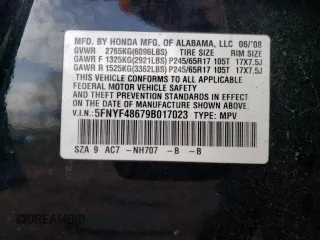 MFD. BY HONDA MFG. OF ALABAMA, LLC 06/'08
GVWR 2765KG(6096LBS) TIRE SIZE RIM SIZE
GAWR F 1325KG(2921LBS) P245/65R17 105T 17X7.5J
GAWR R 1525KG(3362LBS) P245/65R17 105T 17X7.5J
THIS VEHICLE CONFORMS TO ALL APPLICABLE
FEDERAL MOTOR VEHICLE SAFETY
STANDARDS IN EFFECT ON THE DATE OF
MANUFACTURE SHOWN ABOVE.
V.I.N.: 5FNYF48679B017023 TYPE: MPV
SZA 9 AC7 -NH707 -B -B
© IAAI/IBID